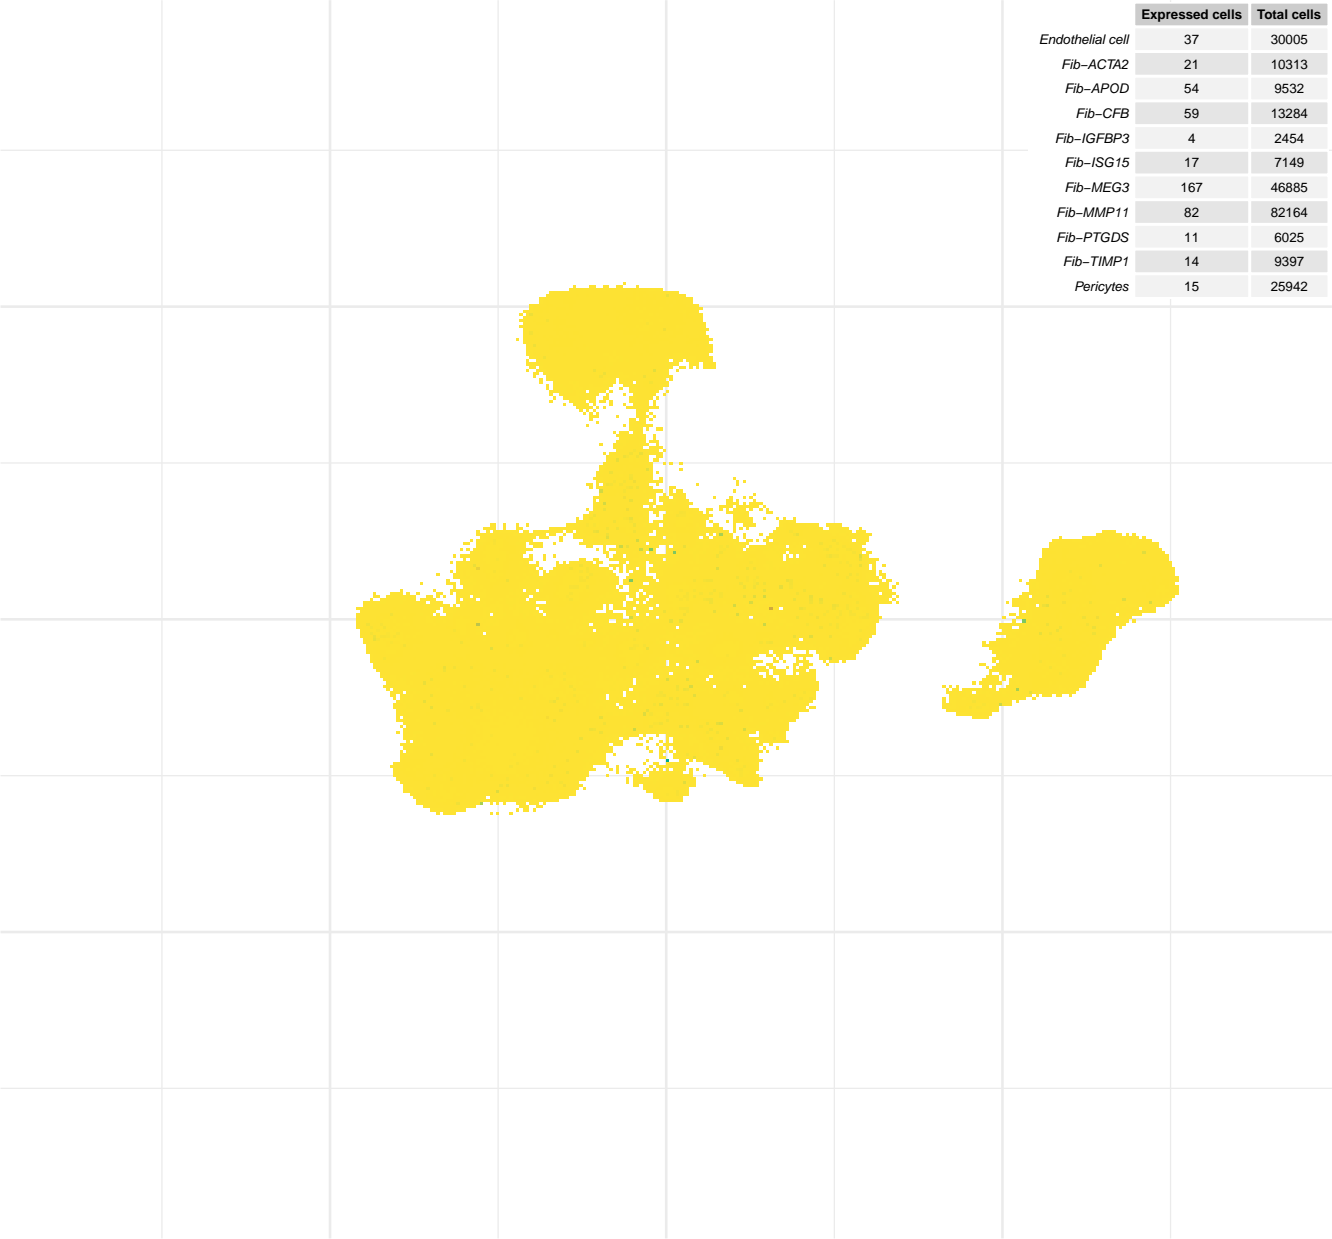 Expressed cells Total cells
Endothelial cell 37 30005
Fib−ACTA2 21 10313
Fib−APOD 54 9532
Fib−CFB 59 13284
Fib−IGFBP3 4 2454
Fib−ISG15 17 7149
Fib−MEG3 167 46885
Fib−MMP11 82 82164
Fib−PTGDS 11 6025
Fib−TIMP1 14 9397
Pericytes 15 25942